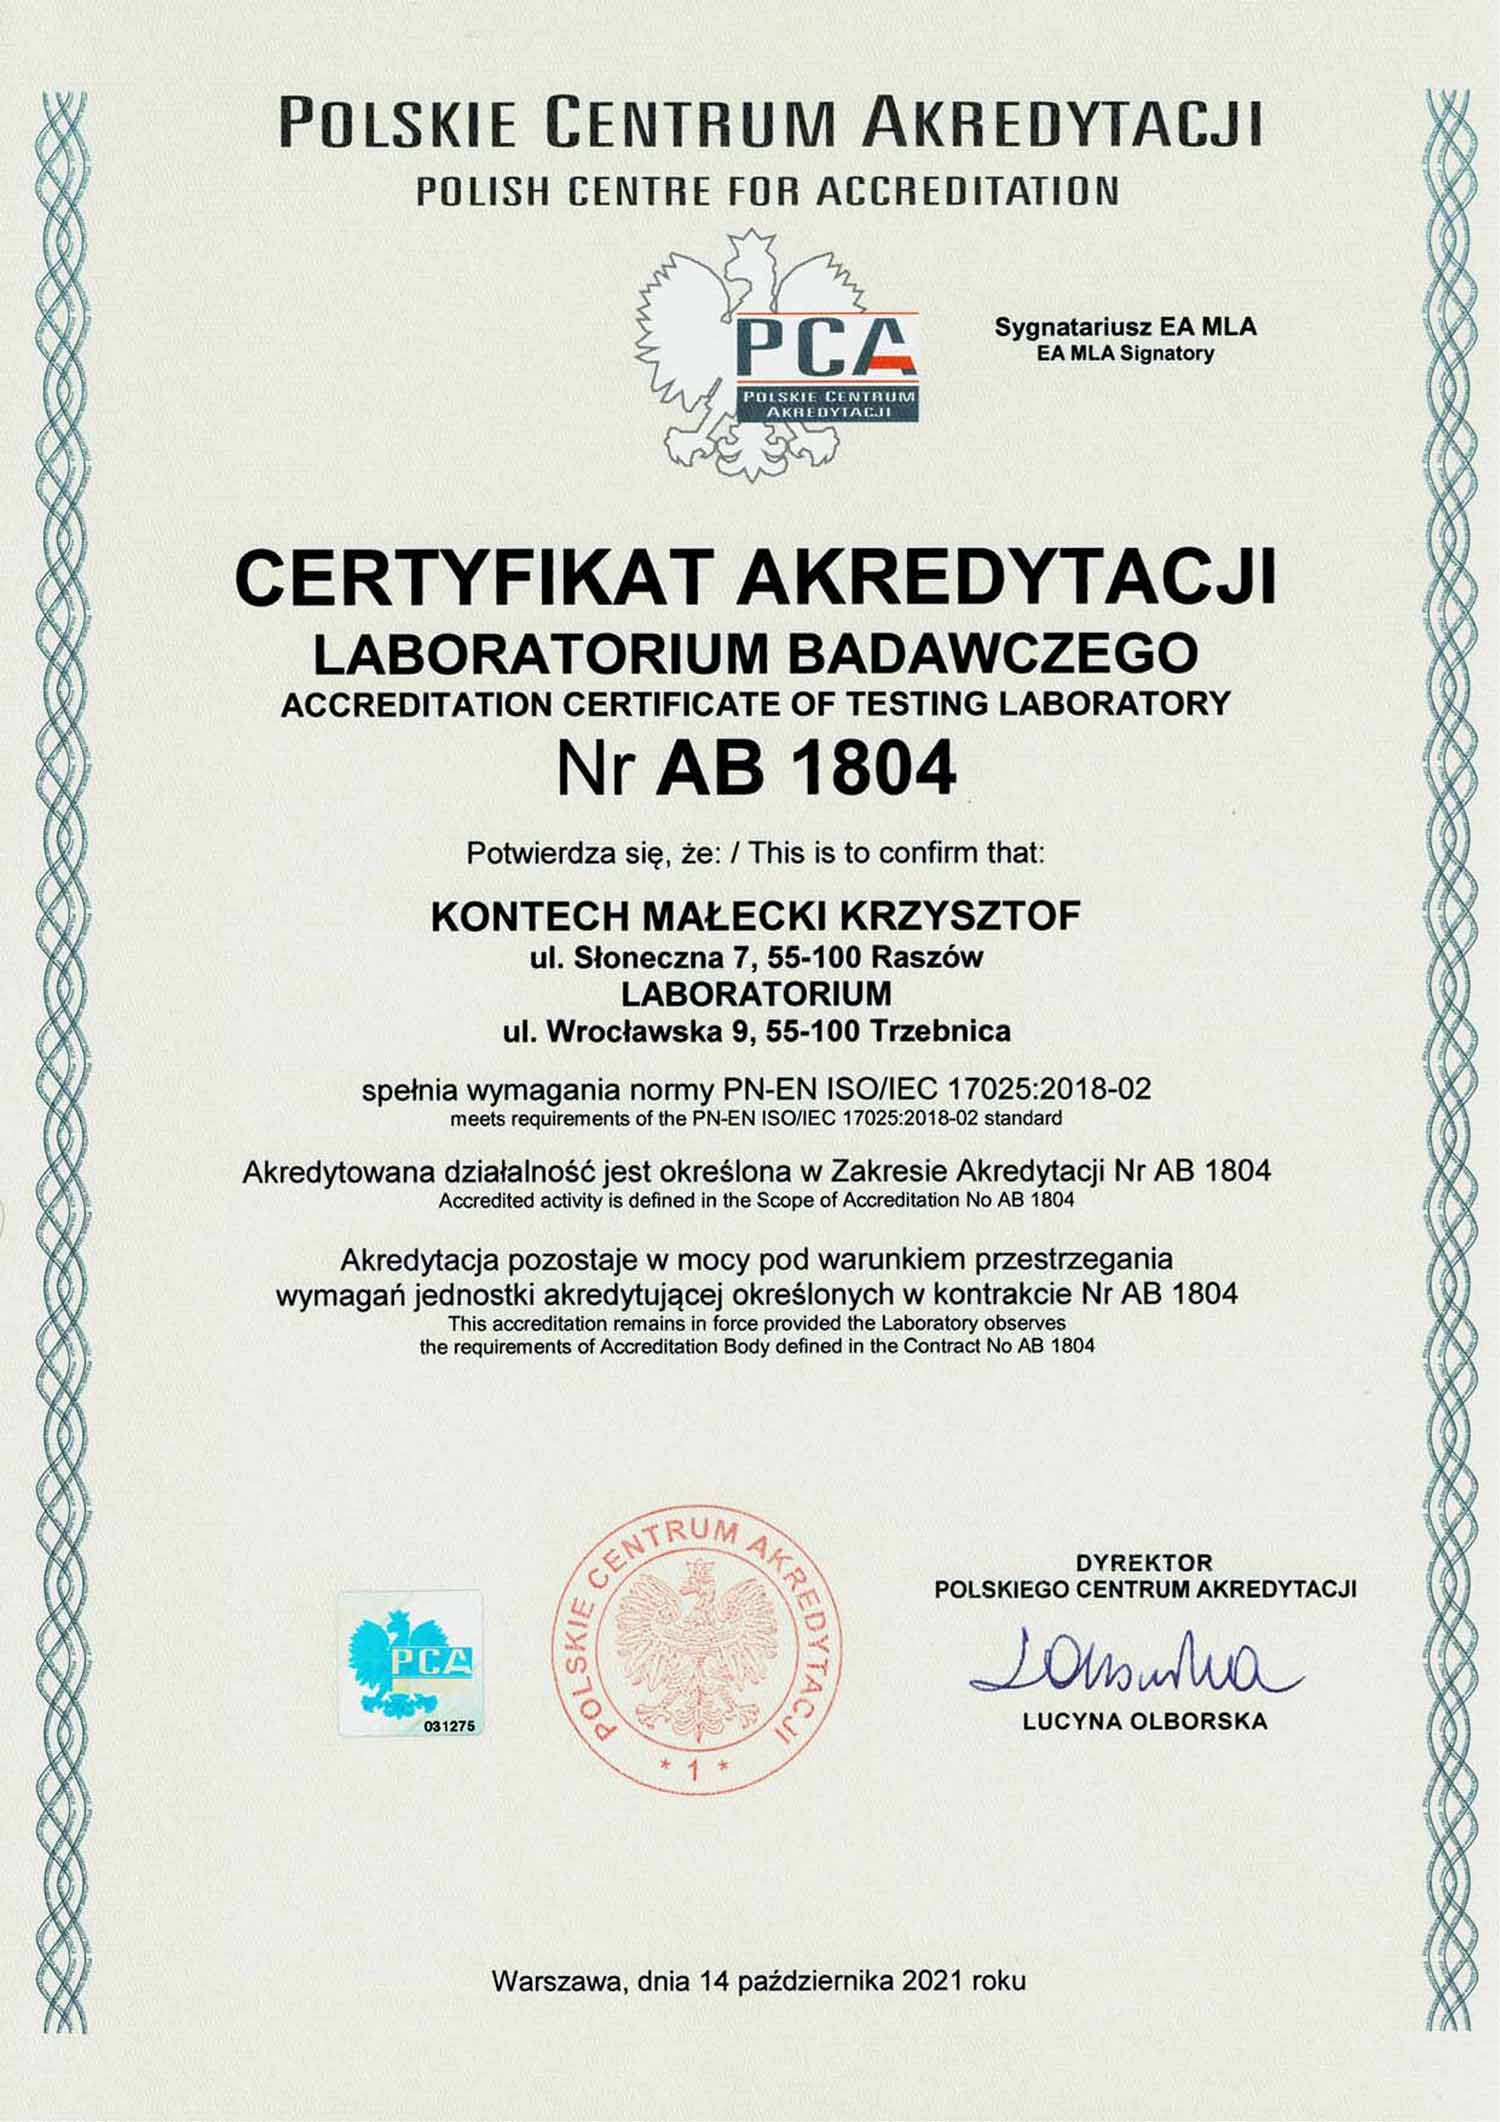 POLSKIE CENTRUM AKREDYTACJI
POLISH CENTRE FOR ACCREDITATION
PCA
POLSKIE CENTRUM
AKREDYTACJI
Sygnatariusz EA MLA
EA MLA Signatory
CERTYFIKAT AKREDYTACJI
LABORATORIUM BADAWCZEGO
ACCREDITATION CERTIFICATE OF TESTING LABORATORY
Nr AB 1804
Potwierdza się, że: / This is to confirm that:
KONTECH MAŁECKI KRZYSZTOF
ul. Słoneczna 7, 55-100 Raszów
LABORATORIUM
ul. Wrocławska 9, 55-100 Trzebnica
spełnia wymagania normy PN-EN ISO/IEC 17025:2018-02
meets requirements of the PN-EN ISO/IEC 17025:2018-02 standard
Akredytowana działalność jest określona w Zakresie Akredytacji Nr AB 1804
Accredited activity is defined in the Scope of Accreditation No AB 1804
Akredytacja pozostaje w mocy pod warunkiem przestrzegania
wymagań jednostki akredytującej określonych w kontrakcie Nr AB 1804
This accreditation remains in force provided the Laboratory observes
the requirements of Accreditation Body defined in the Contract No AB 1804
PCA
031275
POLSKIE CENTRUM AKREDYTACJI
* 1 *
DYREKTOR
POLSKIEGO CENTRUM AKREDYTACJI
LUCYNA OLBORSKA
Warszawa, dnia 14 października 2021 roku